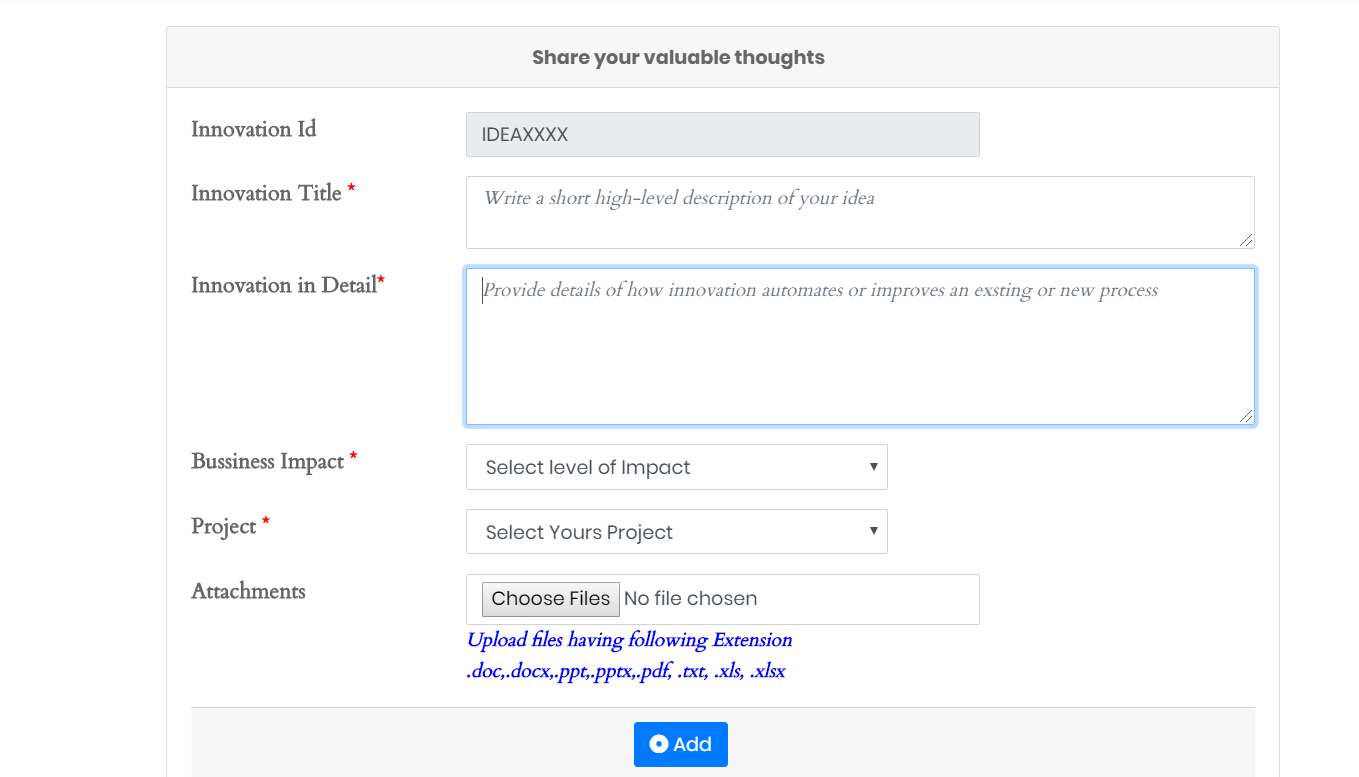 Share your valuable thoughts
Innovation Id
IDEAXXXX
Innovation Title *
Write a short high-level description of your idea
Innovation in Detail*
Provide details of how innovation automates or improves an exsting or new process
Bussiness Impact *
Select level of Impact
Project *
Select Yours Project
Attachments
Choose Files No file chosen
Upload files having following Extension
.doc,.docx,.ppt,.pptx,.pdf, .txt, .xls, .xlsx
Add